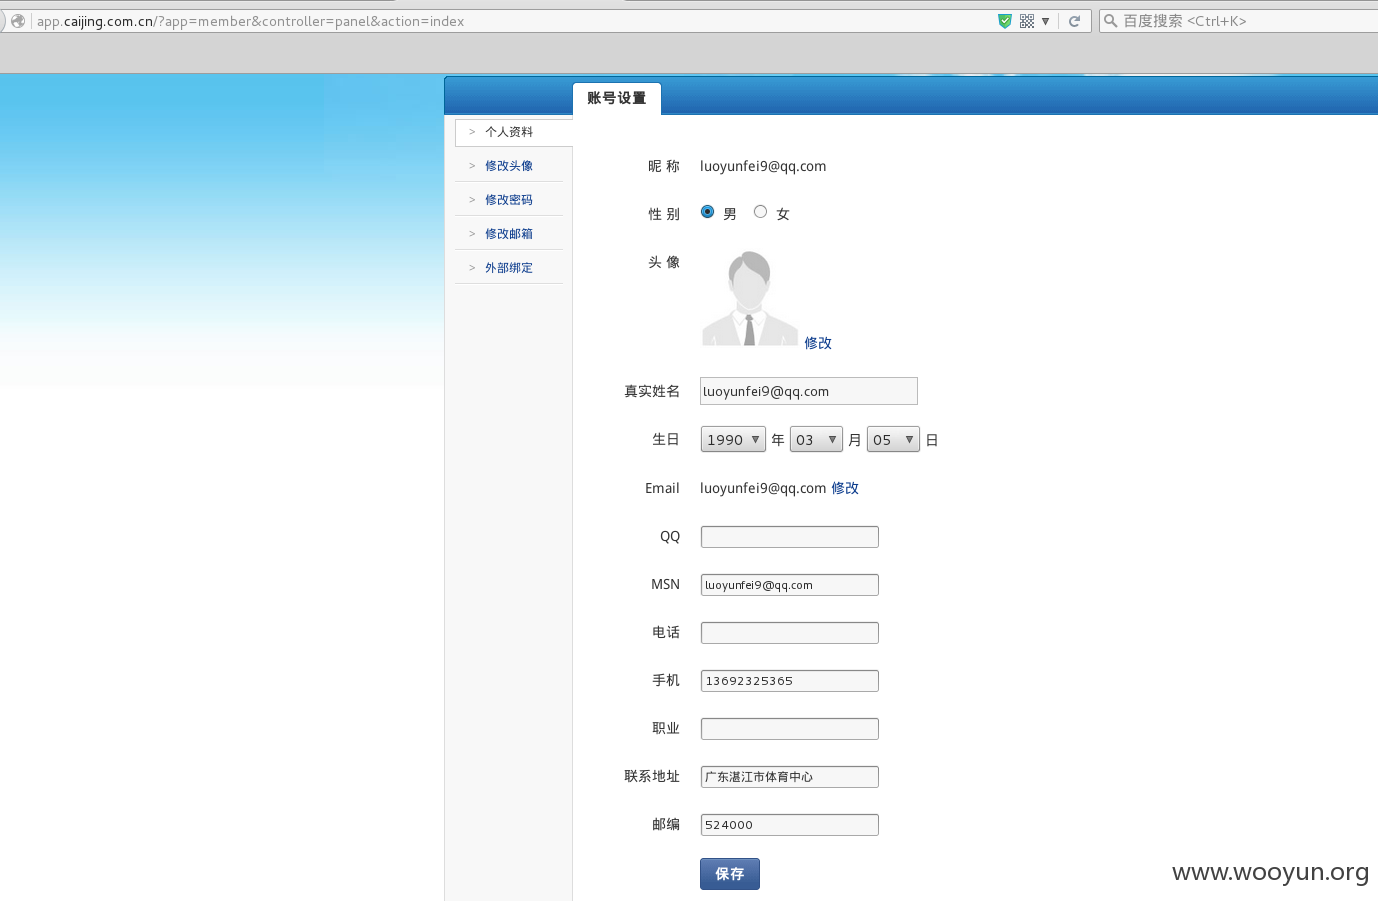 app.caijing.com.cn/?app=member&controller=panel&action=index
百度搜索 <Ctrl+K>
账号设置
> 个人资料
> 修改头像
> 修改密码
> 修改邮箱
> 外部绑定
昵 称 luoyunfei9@qq.com
性 别 男 女
头 像 修改
真实姓名 luoyunfei9@qq.com
生日 1990 年 03 月 05 日
Email luoyunfei9@qq.com 修改
QQ
MSN luoyunfei9@qq.com
电话
手机 13692325365
职业
联系地址 广东湛江市体育中心
邮编 524000
保存
www.wooyun.org